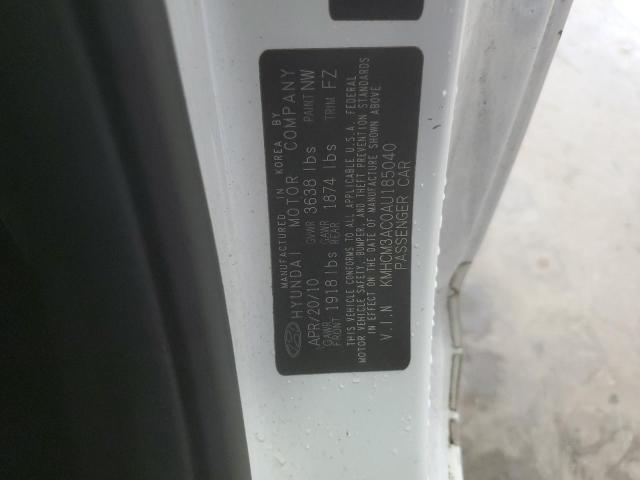 MANUFACTURED IN KOREA BY
HYUNDAI MOTOR COMPANY
APR/20/10 GVWR 3638 lbs PAINT NW
GAWR FRONT 1918 lbs GAWR REAR 1874 lbs TRIM FZ
THIS VEHICLE CONFORMS TO ALL APPLICABLE U.S.A. FEDERAL
MOTOR VEHICLE SAFETY, BUMPER, AND THEFT PREVENTION STANDARDS
IN EFFECT ON THE DATE OF MANUFACTURE SHOWN ABOVE
V.I.N KMHCM3AC0AU185040
PASSENGER CAR